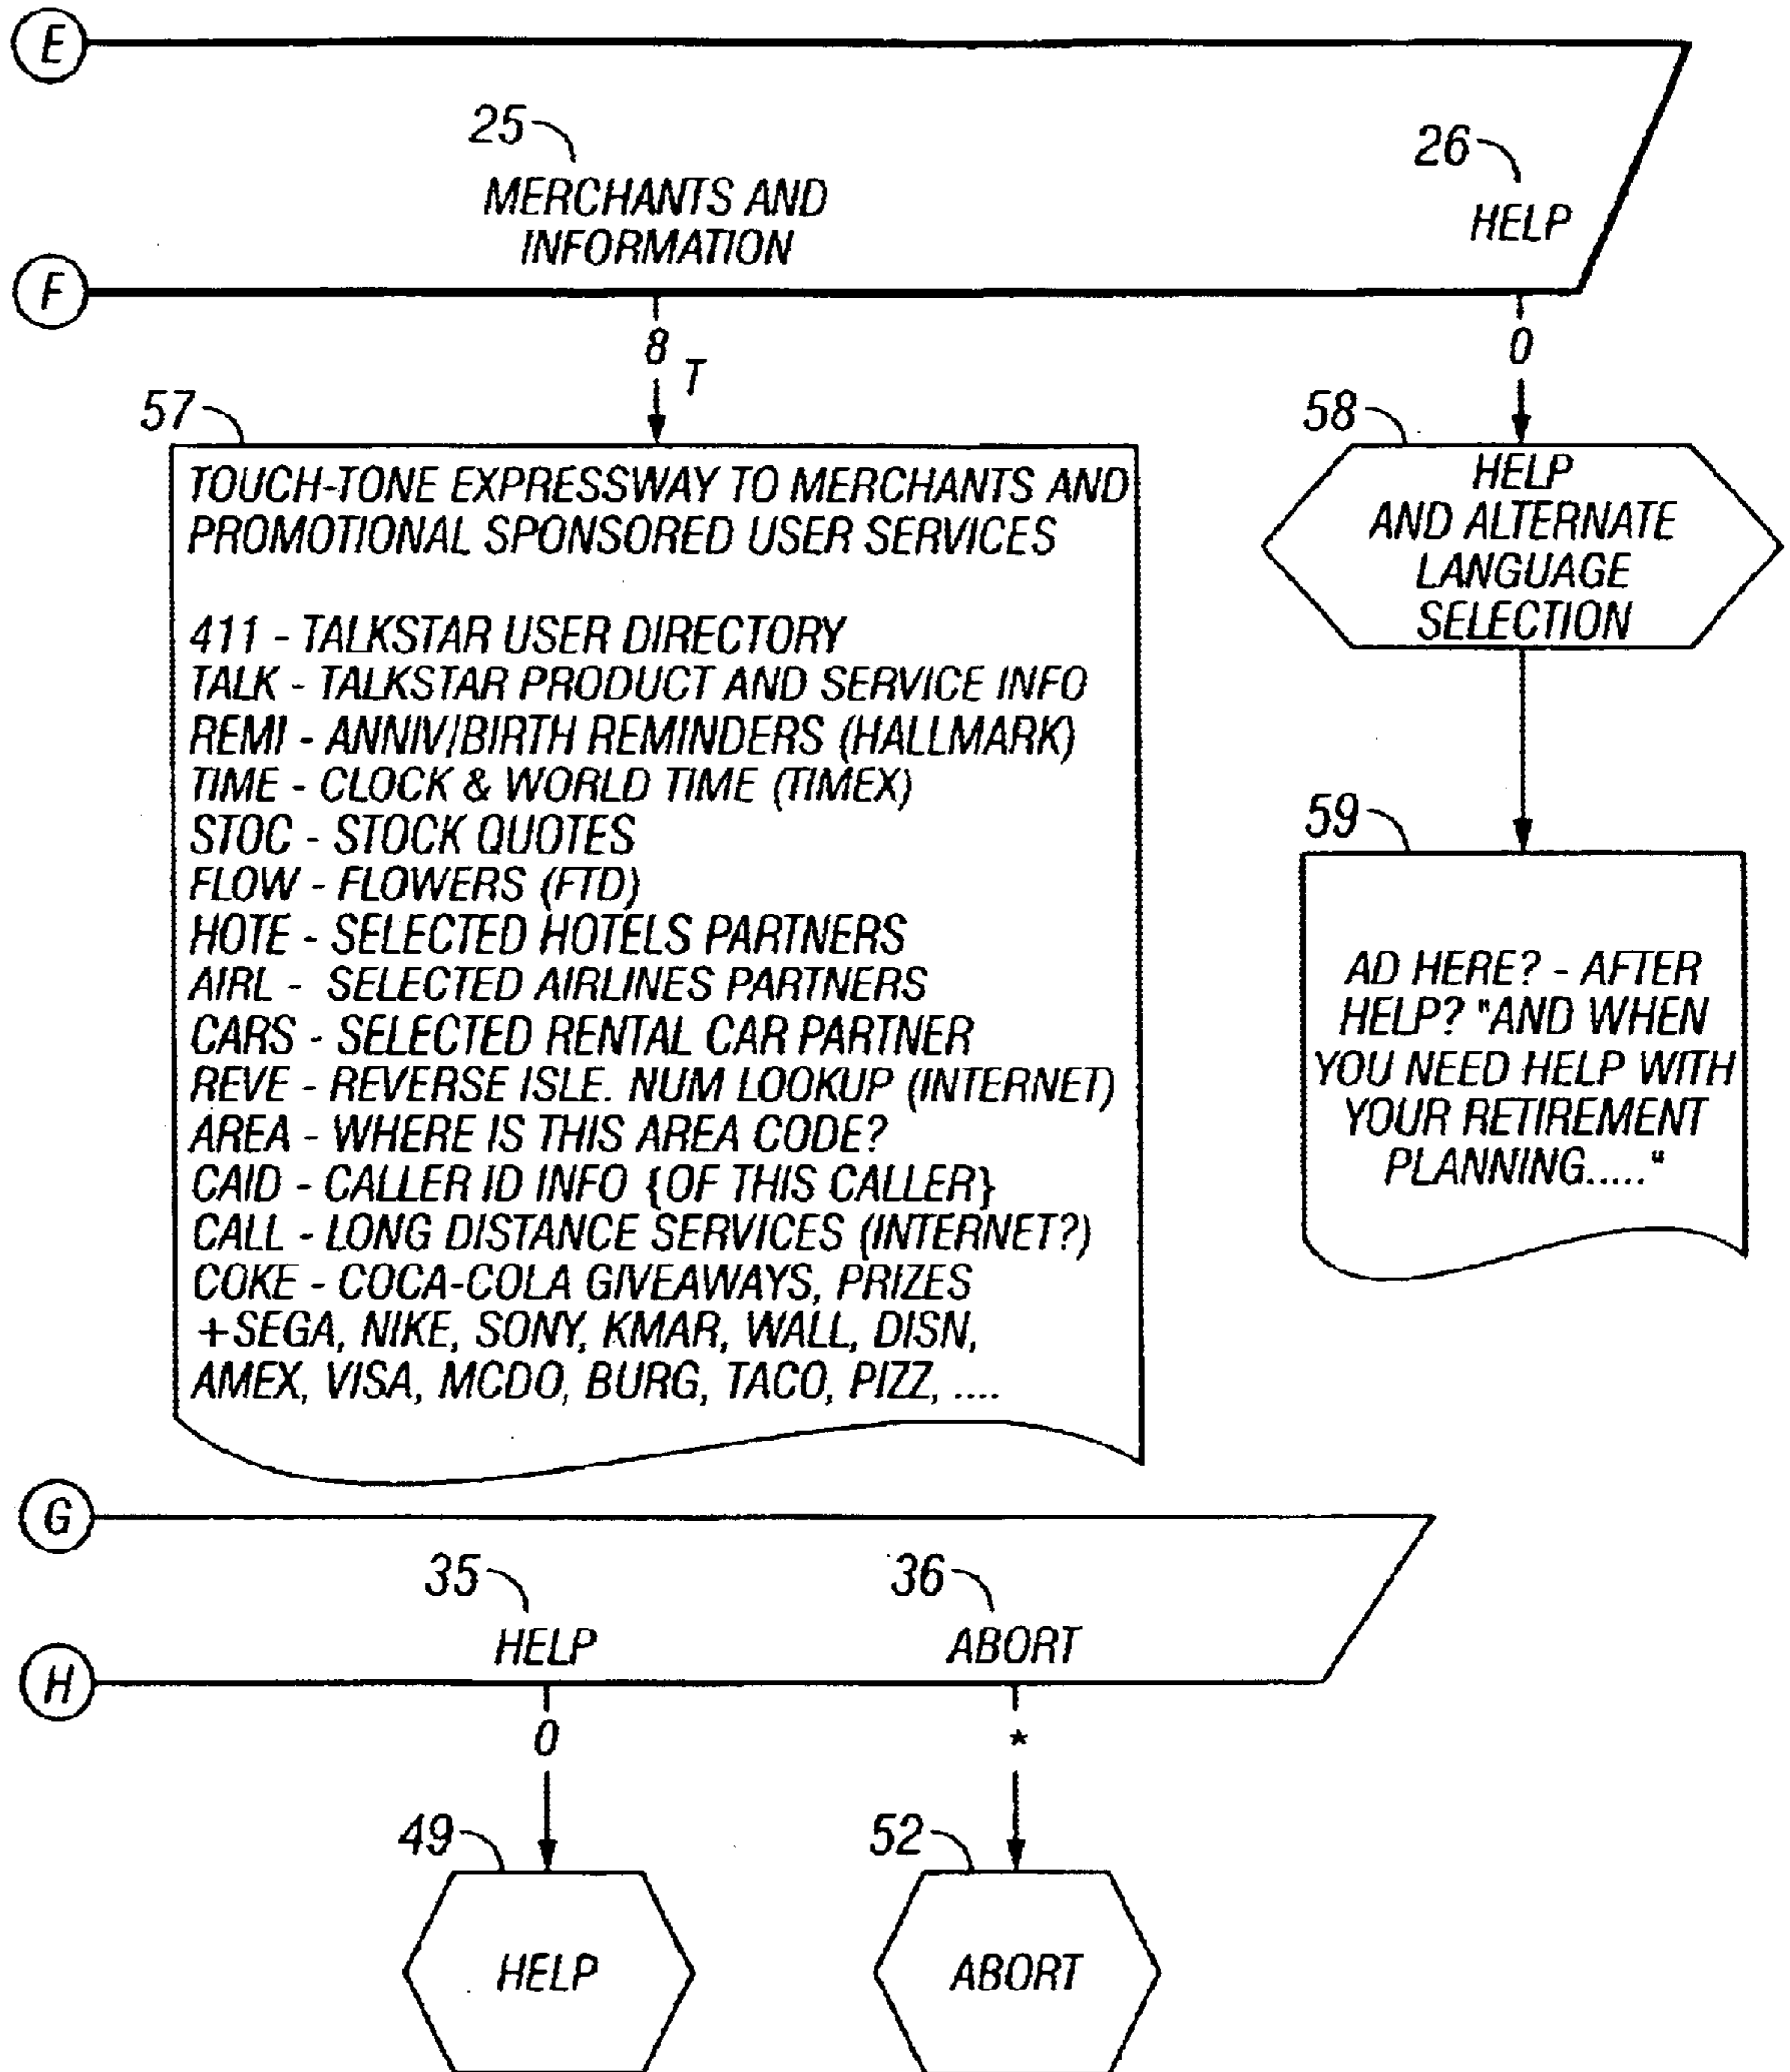 E
25
26
MERCHANTS AND
INFORMATION
HELP
F
8 T
0
57
TOUCH-TONE EXPRESSWAY TO MERCHANTS AND
PROMOTIONAL SPONSORED USER SERVICES
411 - TALKSTAR USER DIRECTORY
TALK - TALKSTAR PRODUCT AND SERVICE INFO
REMI - ANNIV/BIRTH REMINDERS (HALLMARK)
TIME - CLOCK & WORLD TIME (TIMEX)
STOC - STOCK QUOTES
FLOW - FLOWERS (FTD)
HOTE - SELECTED HOTELS PARTNERS
AIRL - SELECTED AIRLINES PARTNERS
CARS - SELECTED RENTAL CAR PARTNER
REVE - REVERSE ISLE. NUM LOOKUP (INTERNET)
AREA - WHERE IS THIS AREA CODE?
CAID - CALLER ID INFO {OF THIS CALLER}
CALL - LONG DISTANCE SERVICES (INTERNET?)
COKE - COCA-COLA GIVEAWAYS, PRIZES
+SEGA, NIKE, SONY, KMAR, WALL, DISN,
AMEX, VISA, MCDO, BURG, TACO, PIZZ, ....
58
HELP
AND ALTERNATE
LANGUAGE
SELECTION
59
AD HERE? - AFTER
HELP? "AND WHEN
YOU NEED HELP WITH
YOUR RETIREMENT
PLANNING....."
G
35
36
HELP
ABORT
H
0
*
49
52
HELP
ABORT